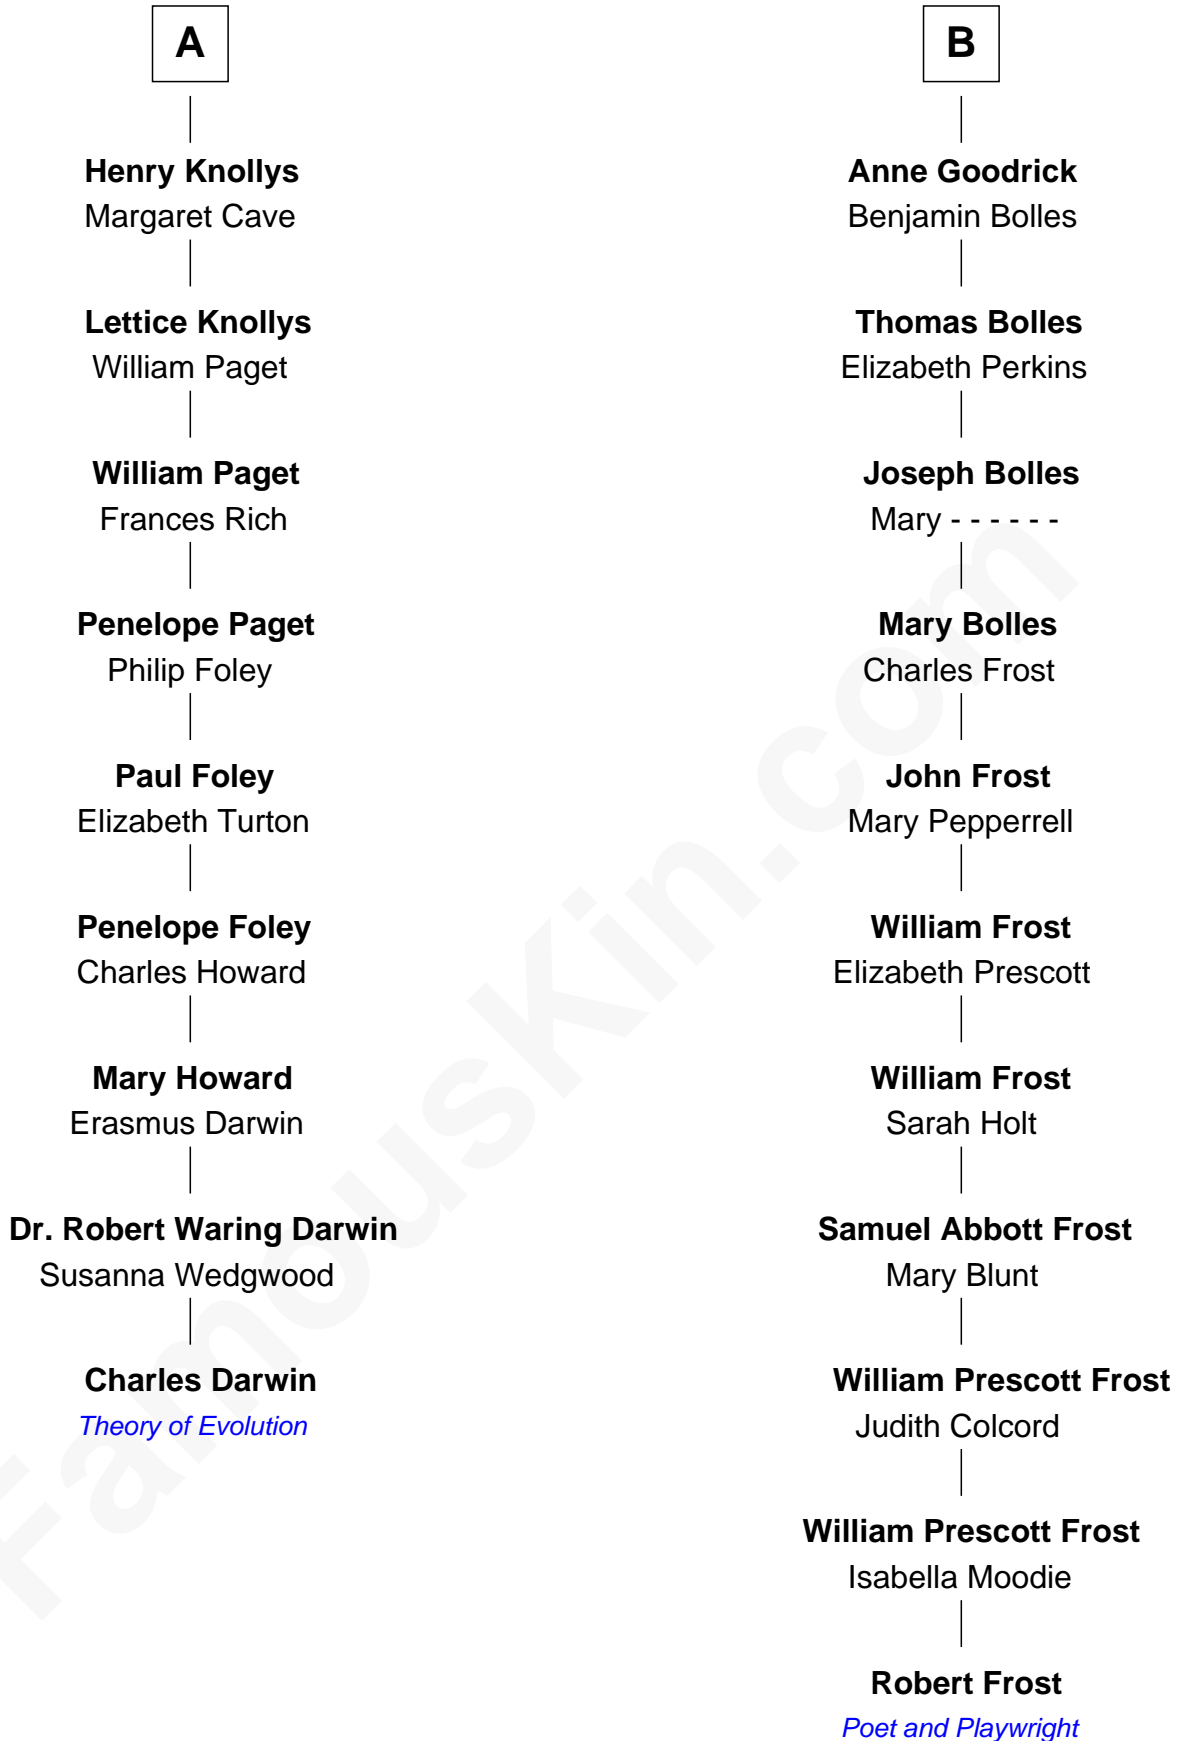 A
Henry Knollys
Margaret Cave
Lettice Knollys
William Paget
William Paget
Frances Rich
Penelope Paget
Philip Foley
Paul Foley
Elizabeth Turton
Penelope Foley
Charles Howard
Mary Howard
Erasmus Darwin
Dr. Robert Waring Darwin
Susanna Wedgwood
Charles Darwin
Theory of Evolution
B
Anne Goodrick
Benjamin Bolles
Thomas Bolles
Elizabeth Perkins
Joseph Bolles
Mary - - - - - -
Mary Bolles
Charles Frost
John Frost
Mary Pepperrell
William Frost
Elizabeth Prescott
William Frost
Sarah Holt
Samuel Abbott Frost
Mary Blunt
William Prescott Frost
Judith Colcord
William Prescott Frost
Isabella Moodie
Robert Frost
Poet and Playwright
FamousKin.com